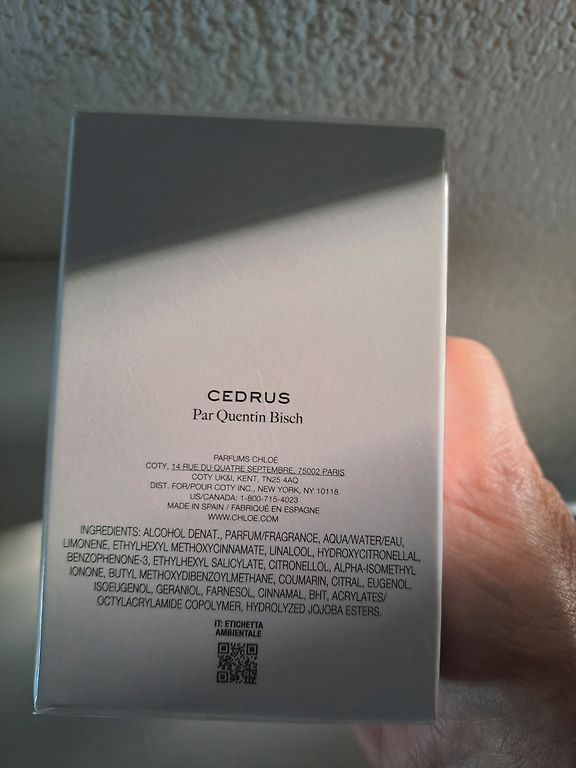 CEDRUS
Par Quentin Bisch
PARFUMS CHLOÉ
COTY, 14 RUE DU QUATRE SEPTEMBRE, 75002 PARIS
COTY UK&I, KENT, TN25 4AQ
DIST. FOR/POUR COTY INC., NEW YORK, NY 10118
US/CANADA: 1-800-715-4023
MADE IN SPAIN / FABRIQUÉ EN ESPAGNE
WWW.CHLOE.COM
INGREDIENTS: ALCOHOL DENAT., PARFUM/FRAGRANCE, AQUA/WATER/EAU,
LIMONENE, ETHYLHEXYL METHOXYCINNAMATE, LINALOOL, HYDROXYCITRONELLAL,
BENZOPHENONE-3, ETHYLHEXYL SALICYLATE, CITRONELLOL, ALPHA-ISOMETHYL
IONONE, BUTYL METHOXYDIBENZOYLMETHANE, COUMARIN, CITRAL, EUGENOL,
ISOEUGENOL, GERANIOL, FARNESOL, CINNAMAL, BHT, ACRYLATES/
OCTYLACRYLAMIDE COPOLYMER, HYDROLYZED JOJOBA ESTERS.
IT: ETICHETTA
AMBIENTALE